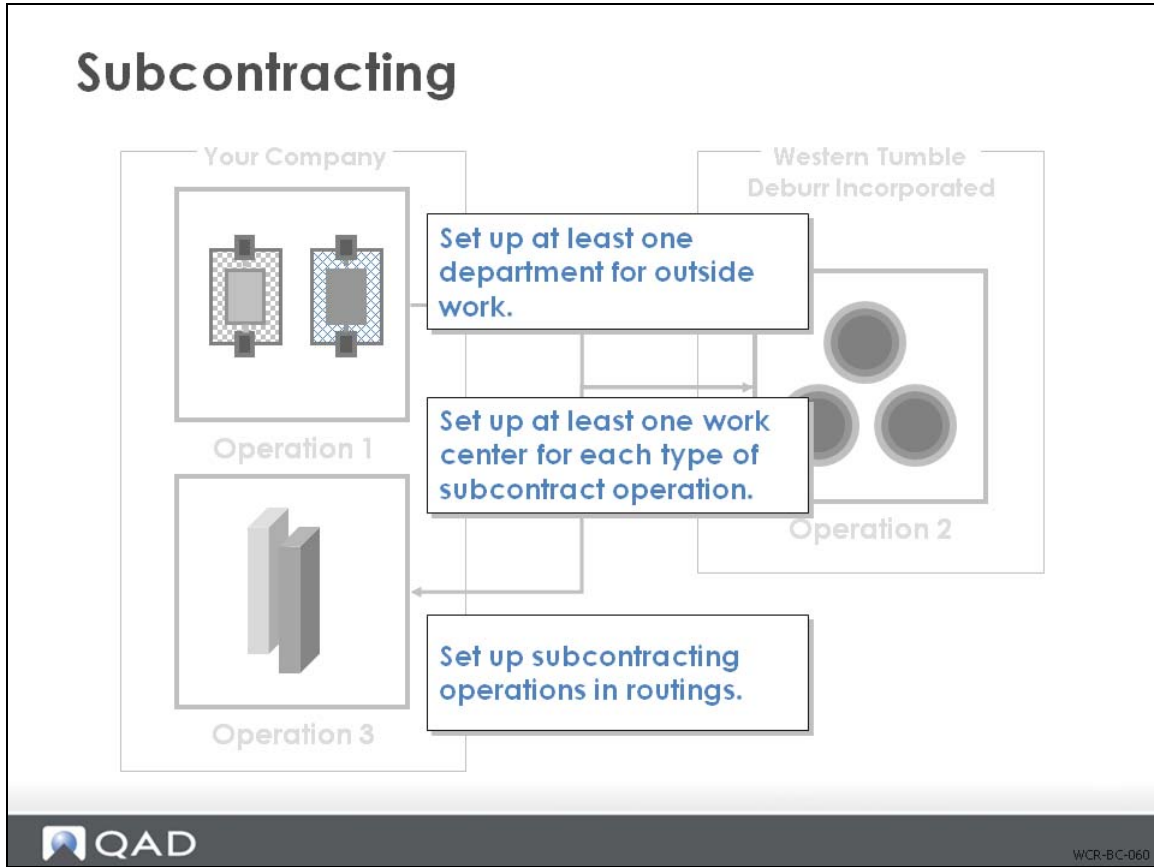 Subcontracting
Your Company
Western Tumble
Deburr Incorporated
Set up at least one
department for outside
work.
Operation 1
Set up at least one work
center for each type of
subcontract operation.
Operation 2
Set up subcontracting
operations in routings.
Operation 3
QAD
WCR-BC-060